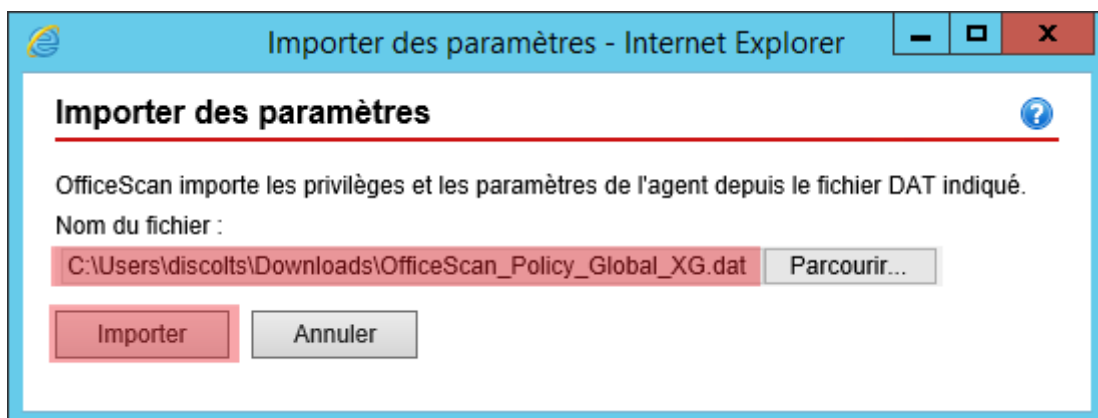 Importer des paramètres - Internet Explorer
Importer des paramètres
OfficeScan importe les privilèges et les paramètres de l'agent depuis le fichier DAT indiqué.
Nom du fichier :
C:\Users\discolts\Downloads\OfficeScan_Policy_Global_XG.dat Parcourir...
Importer Annuler